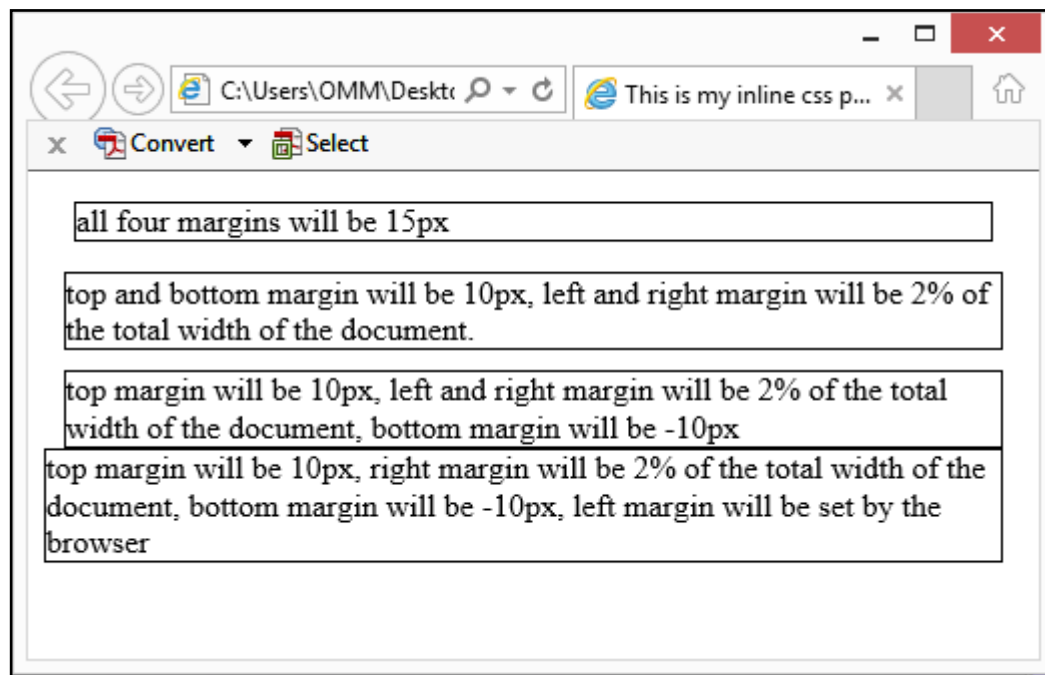 C:\Users\OMM\Deskto
This is my inline css p...
x Convert Select
all four margins will be 15px
top and bottom margin will be 10px, left and right margin will be 2% of
the total width of the document.
top margin will be 10px, left and right margin will be 2% of the total
width of the document, bottom margin will be -10px
top margin will be 10px, right margin will be 2% of the total width of the
document, bottom margin will be -10px, left margin will be set by the
browser